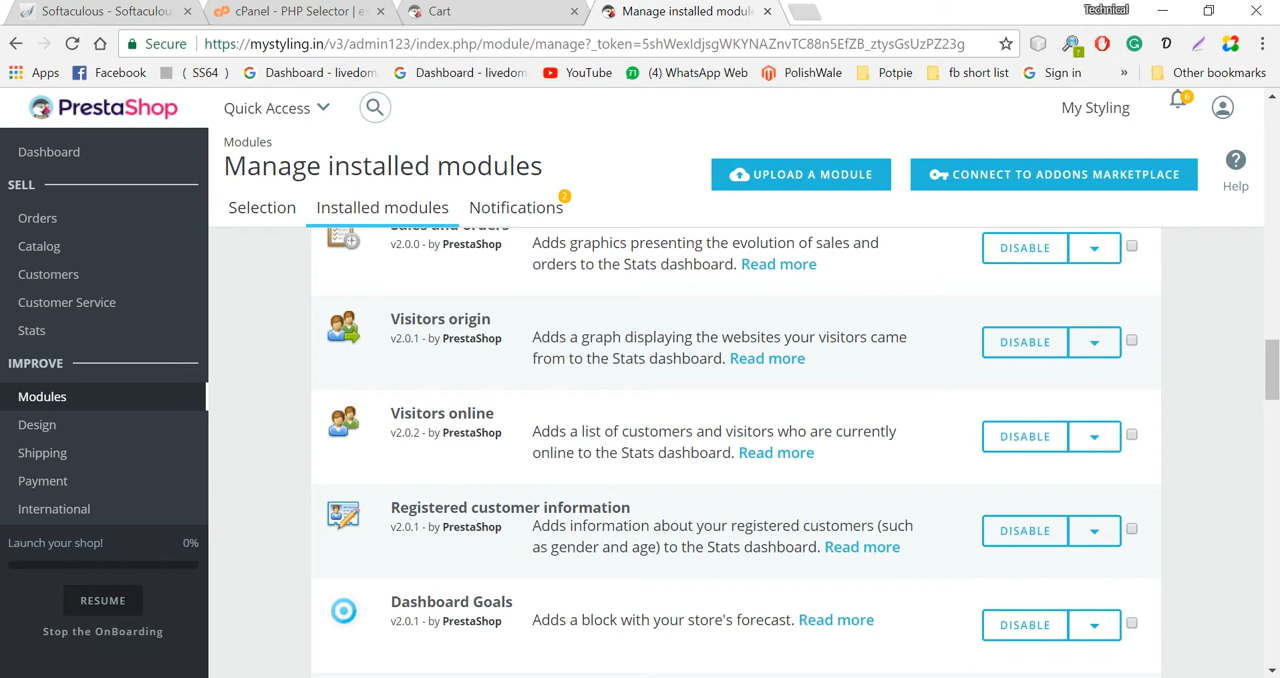 Softaculous - Softaculou
cPanel - PHP Selector | e
Cart
Manage installed modul
Technical
Secure
https://mystyling.in/v3/admin123/index.php/module/manage?_token=5shWexIdjsgWKYNAZnvTC88n5EfZB_ztysGsUzPZ23g
Apps
Facebook
( SS64 )
Dashboard - livedom
Dashboard - livedom
YouTube
(4) WhatsApp Web
PolishWale
Potpie
fb short list
Sign in
»
Other bookmarks
PrestaShop
Quick Access
My Styling
6
Dashboard
SELL
Orders
Catalog
Customers
Customer Service
Stats
IMPROVE
Modules
Design
Shipping
Payment
International
Launch your shop! 0%
RESUME
Stop the OnBoarding
Modules
Manage installed modules
UPLOAD A MODULE
CONNECT TO ADDONS MARKETPLACE
Help
Selection
Installed modules
Notifications
2
Sales and orders
v2.0.0 - by PrestaShop
Adds graphics presenting the evolution of sales and
orders to the Stats dashboard. Read more
DISABLE
Visitors origin
v2.0.1 - by PrestaShop
Adds a graph displaying the websites your visitors came
from to the Stats dashboard. Read more
DISABLE
Visitors online
v2.0.2 - by PrestaShop
Adds a list of customers and visitors who are currently
online to the Stats dashboard. Read more
DISABLE
Registered customer information
v2.0.1 - by PrestaShop
Adds information about your registered customers (such
as gender and age) to the Stats dashboard. Read more
DISABLE
Dashboard Goals
v2.0.1 - by PrestaShop
Adds a block with your store's forecast. Read more
DISABLE